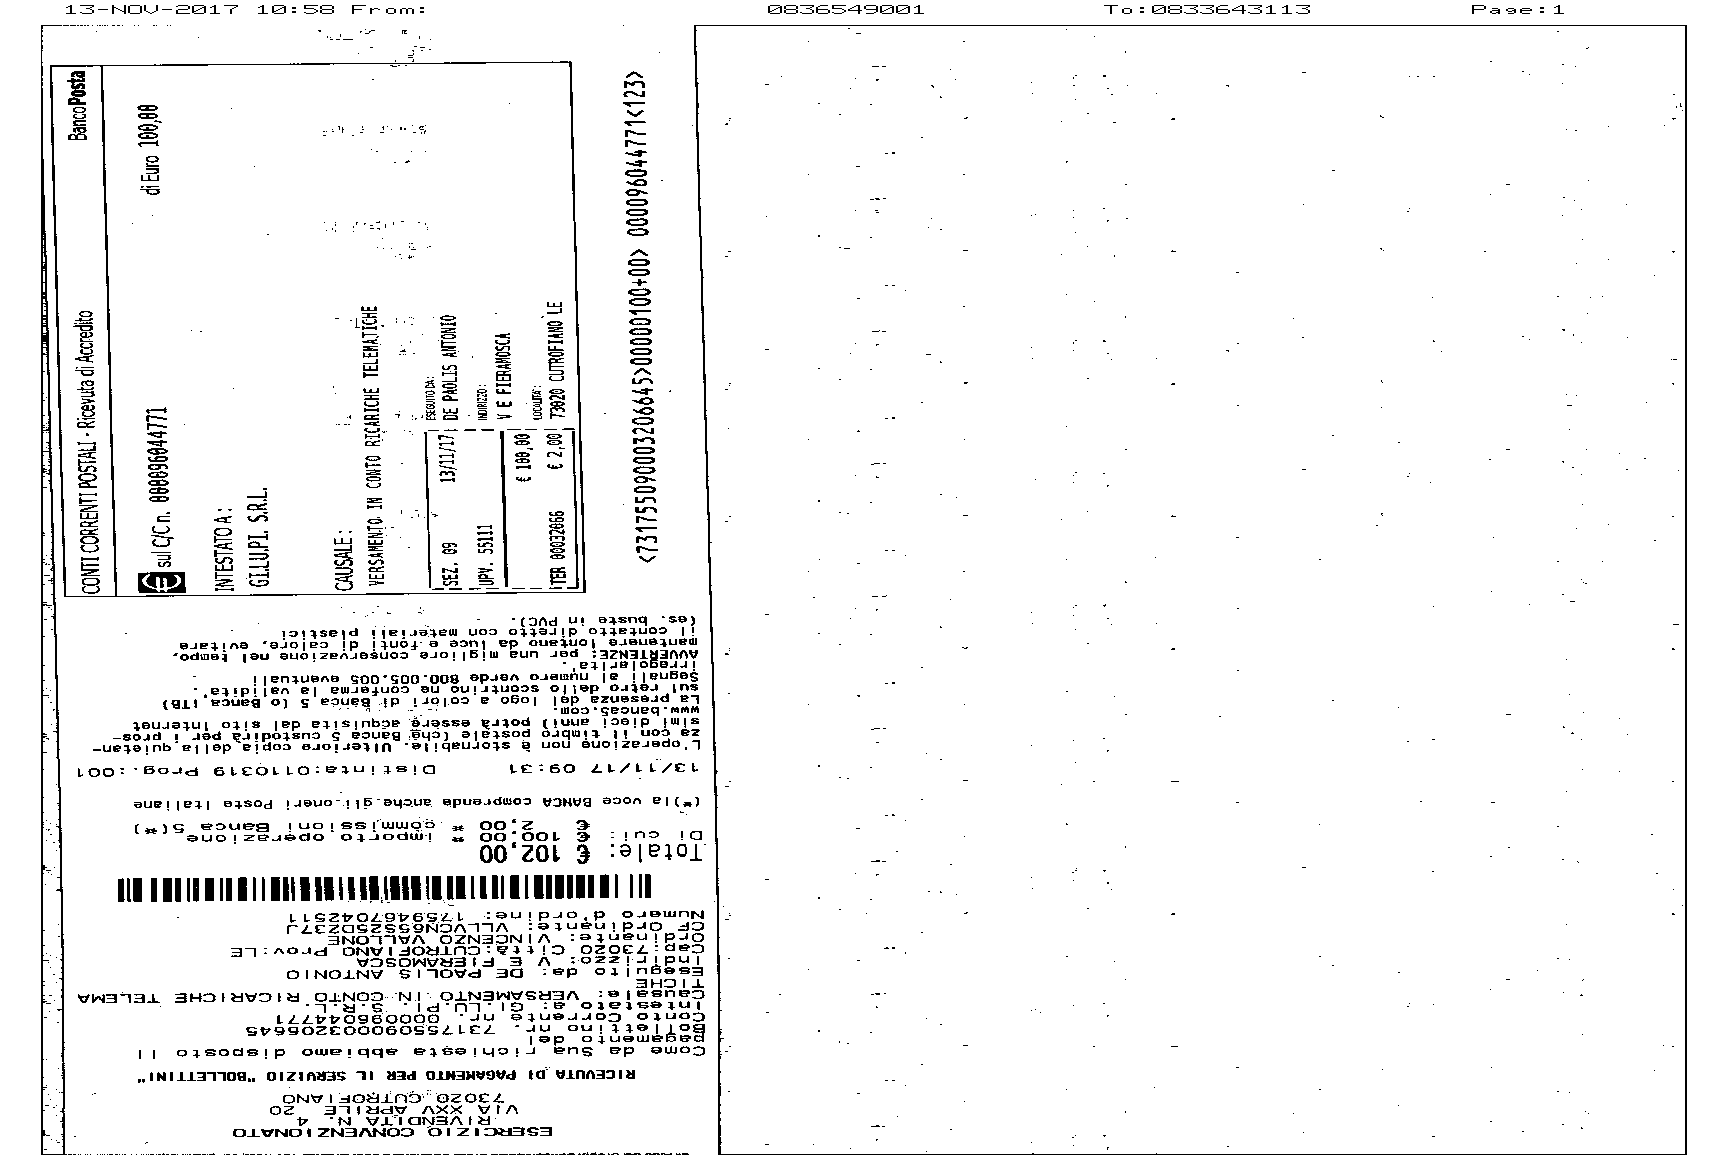 13-NOV-2017 10:58 From: 0836549001 To:0833643113 Page:1
ESERCIZIO CONVENZIONATO
RIVENDITA N. 4
VIA XXV APRILE 20
73020 CUTROFIANO
RICEVUTA DI PAGAMENTO PER IL SERVIZIO "BOLLETTINI"
Come da Sua richiesta abbiamo disposto il
pagamento del
Bollettino nr. 731755090003206645
Conto Corrente nr. 000096044771
Intestato a: GI.LU.PI. S.R.L.
Causale: VERSAMENTO IN CONTO RICARICHE TELEMA
TICHE
Eseguito da: DE PAOLIS ANTONIO
Indirizzo: V E FIERAMOSCA
Cap:73020 Città:CUTROFIANO Prov:LE
Ordinante: VINCENZO VALLONE
CF Ordinante: VLLVCN65S25D237J
Numero d'ordine: 1759467042511
Totale: € 102,00
Di cui: € 100,00 * importo operazione
€ 2,00 * commissioni Banca 5(*)
(*)la voce BANCA comprende anche gli oneri Poste Italiane
13/11/17 09:31 Distinta:0110319 Prog.:001
L'operazione non è stornabile. Ulteriore copia della quietan-
za con il timbro postale (che Banca 5 custodirà per i pros-
simi dieci anni) potrà essere acquisita dal sito internet
www.banca5.com.
La presenza del logo a colori di Banca 5 (o Banca ITB)
sul retro dello scontrino ne conferma la validita'.
Segnali al numero verde 800.005.005 eventuali
irregolarita'.
AVVERTENZE: per una migliore conservazione nel tempo,
mantenere lontano da luce e fonti di calore, evitare
il contatto diretto con materiali plastici
(es. buste in PVC).
CONTI CORRENTI POSTALI - Ricevuta di Accredito BancoPosta
€ sul C/C n. 000096044771 di Euro 100,00
INTESTATO A:
GI.LU.PI. S.R.L.
CAUSALE:
VERSAMENTO IN CONTO RICARICHE TELEMATICHE
ESEGUITO DA:
SEZ. 09 13/11/17 DE PAOLIS ANTONIO
INDIRIZZO:
UPV. 55111 V E FIERAMOSCA
€ 100,00
LOCALITA':
TER 00032066 € 2,00 73020 CUTROFIANO LE
<731755090003206645>00000100+00> 000096044771<123>